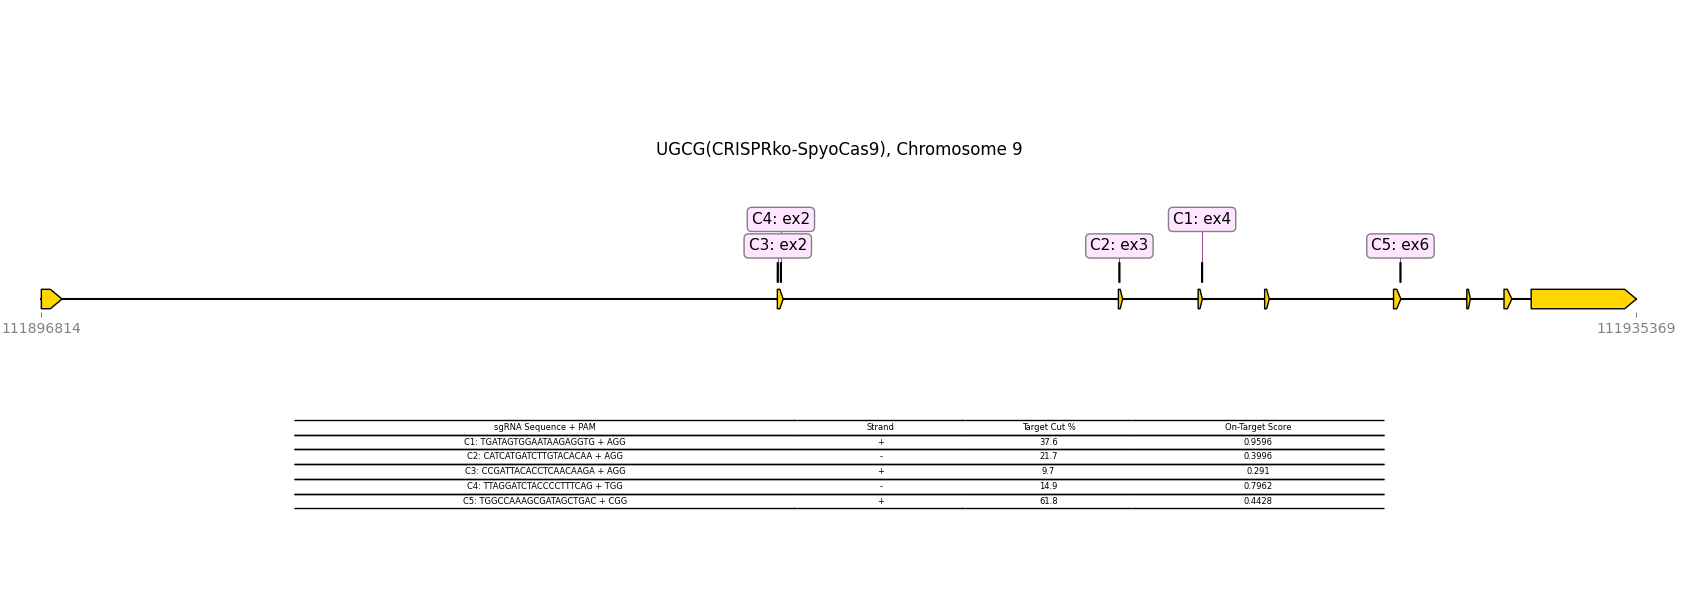 UGCG(CRISPRko-SpyoCas9), Chromosome 9
C4: ex2
C1: ex4
C3: ex2
C2: ex3
C5: ex6
111896814
111935369
sgRNA Sequence + PAM Strand Target Cut % On-Target Score
C1: TGATAGTGGAATAAGAGGTG + AGG + 37.6 0.9596
C2: CATCATGATCTTGTACACAA + AGG - 21.7 0.3996
C3: CCGATTACACCTCAACAAGA + AGG + 9.7 0.291
C4: TTAGGATCTACCCCTTTCAG + TGG - 14.9 0.7962
C5: TGGCCAAAGCGATAGCTGAC + CGG + 61.8 0.4428